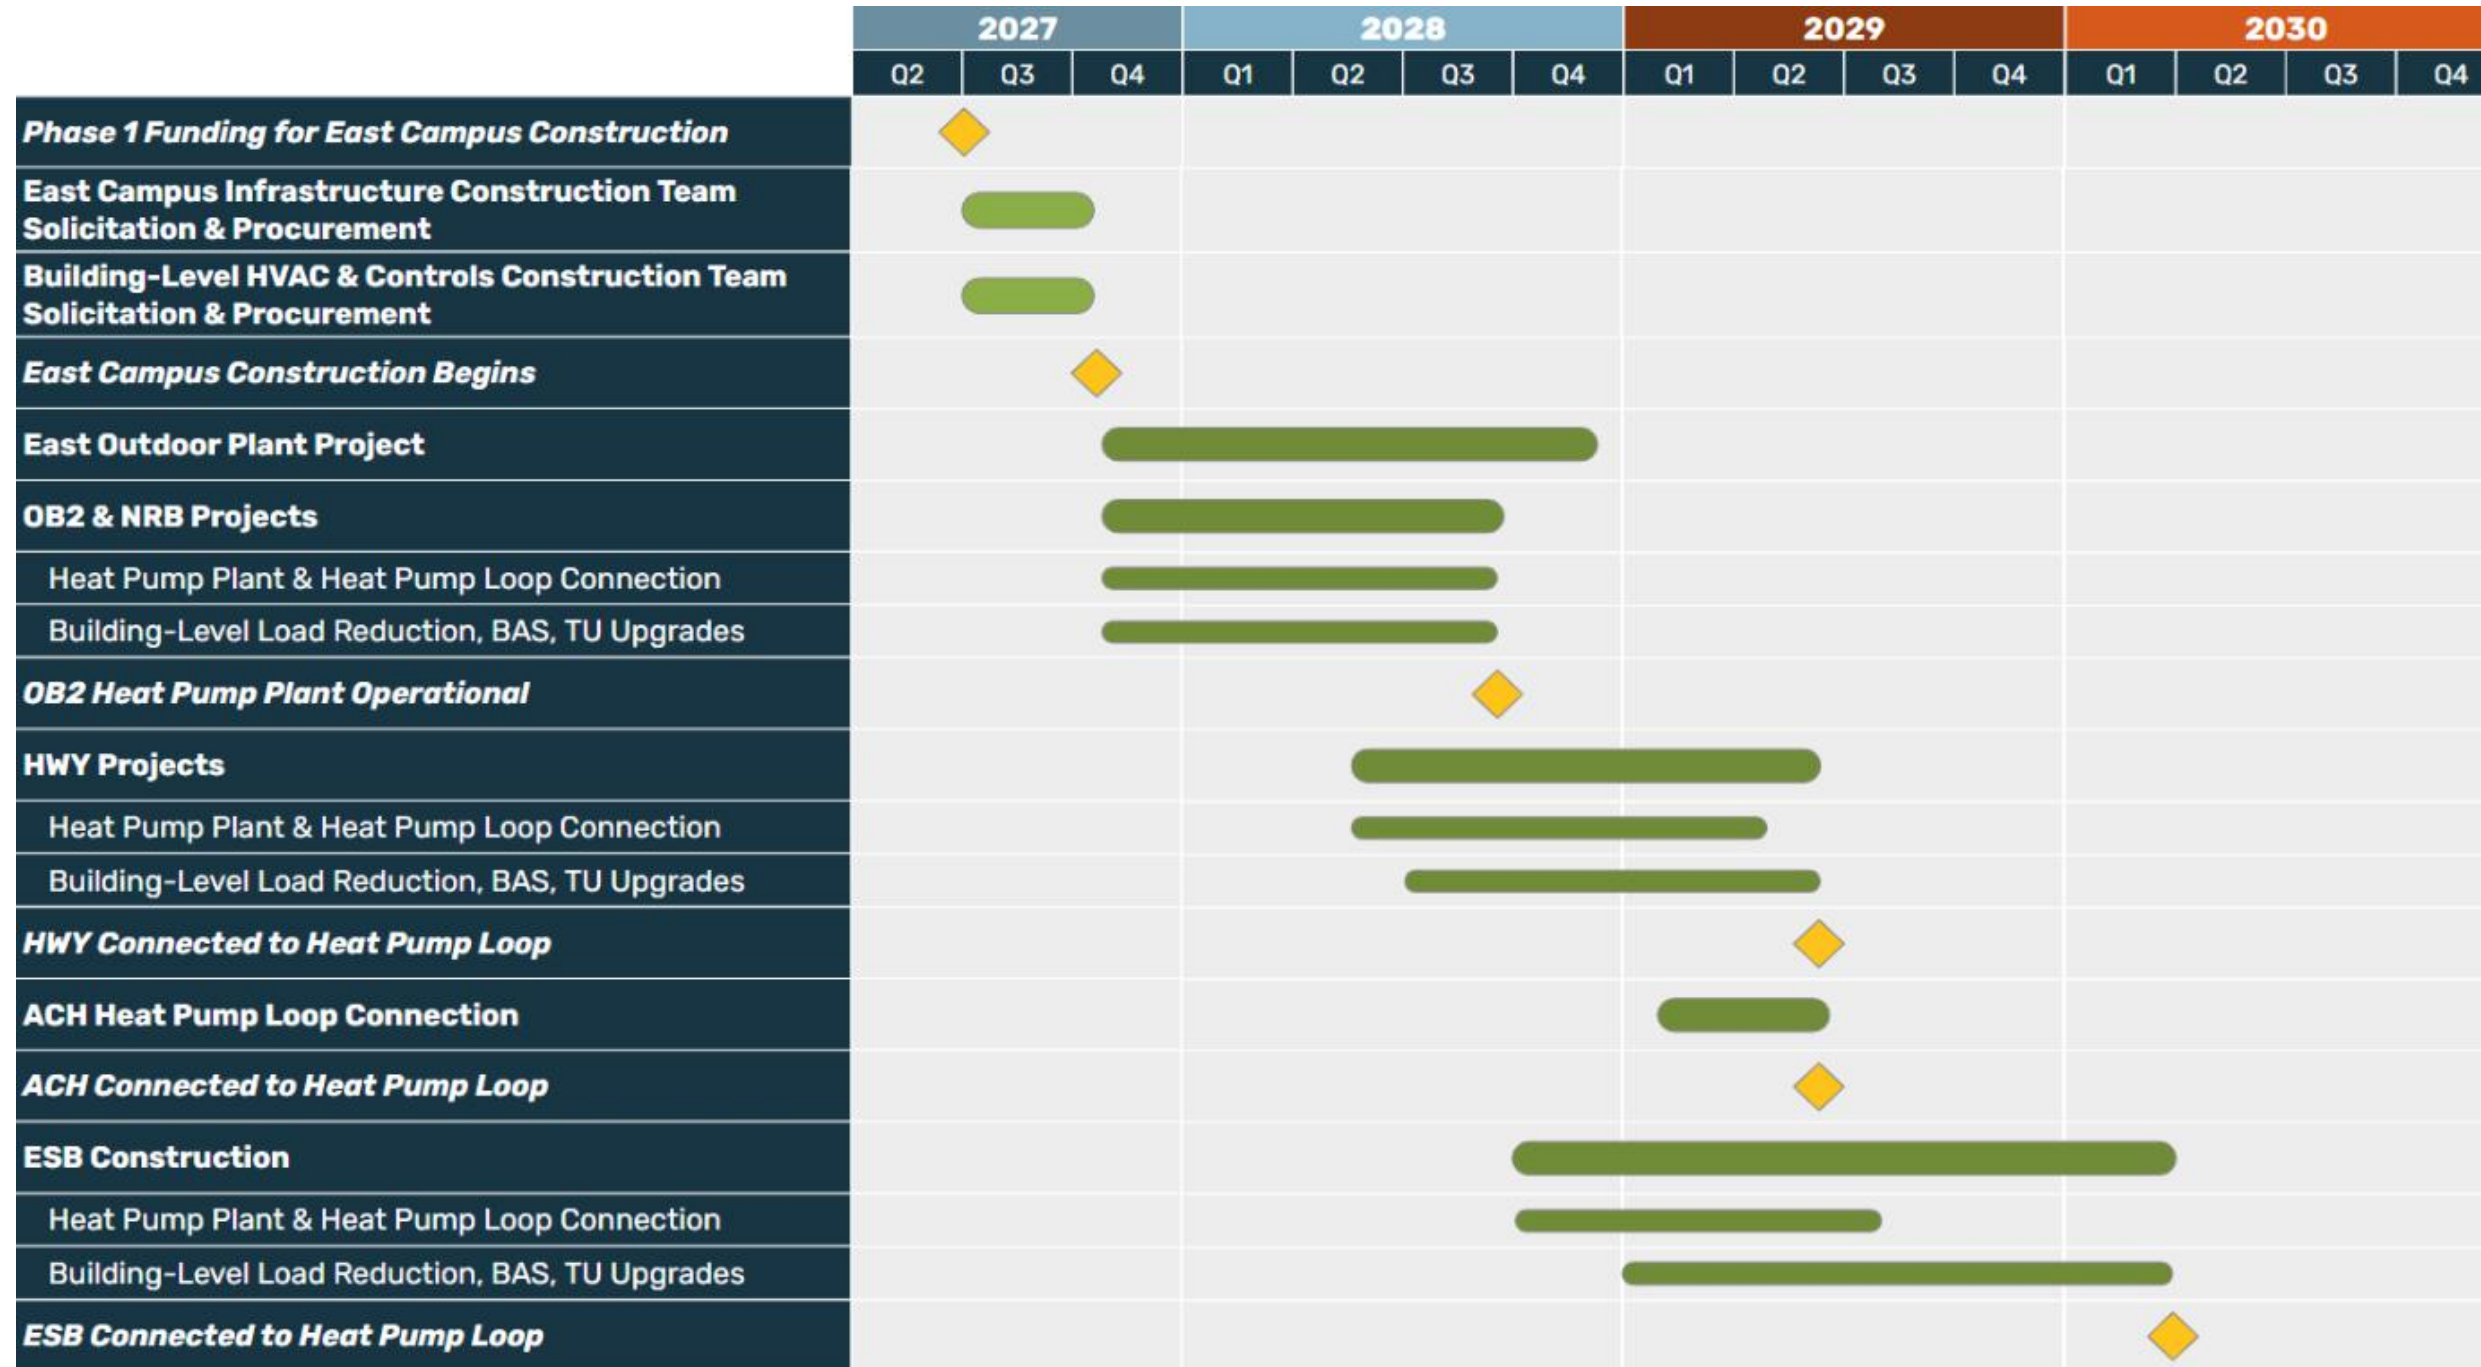 2027 2028 2029 2030
Q2 Q3 Q4 Q1 Q2 Q3 Q4 Q1 Q2 Q3 Q4 Q1 Q2 Q3 Q4
Phase 1 Funding for East Campus Construction
East Campus Infrastructure Construction Team
Solicitation & Procurement
Building-Level HVAC & Controls Construction Team
Solicitation & Procurement
East Campus Construction Begins
East Outdoor Plant Project
OB2 & NRB Projects
Heat Pump Plant & Heat Pump Loop Connection
Building-Level Load Reduction, BAS, TU Upgrades
OB2 Heat Pump Plant Operational
HWY Projects
Heat Pump Plant & Heat Pump Loop Connection
Building-Level Load Reduction, BAS, TU Upgrades
HWY Connected to Heat Pump Loop
ACH Heat Pump Loop Connection
ACH Connected to Heat Pump Loop
ESB Construction
Heat Pump Plant & Heat Pump Loop Connection
Building-Level Load Reduction, BAS, TU Upgrades
ESB Connected to Heat Pump Loop